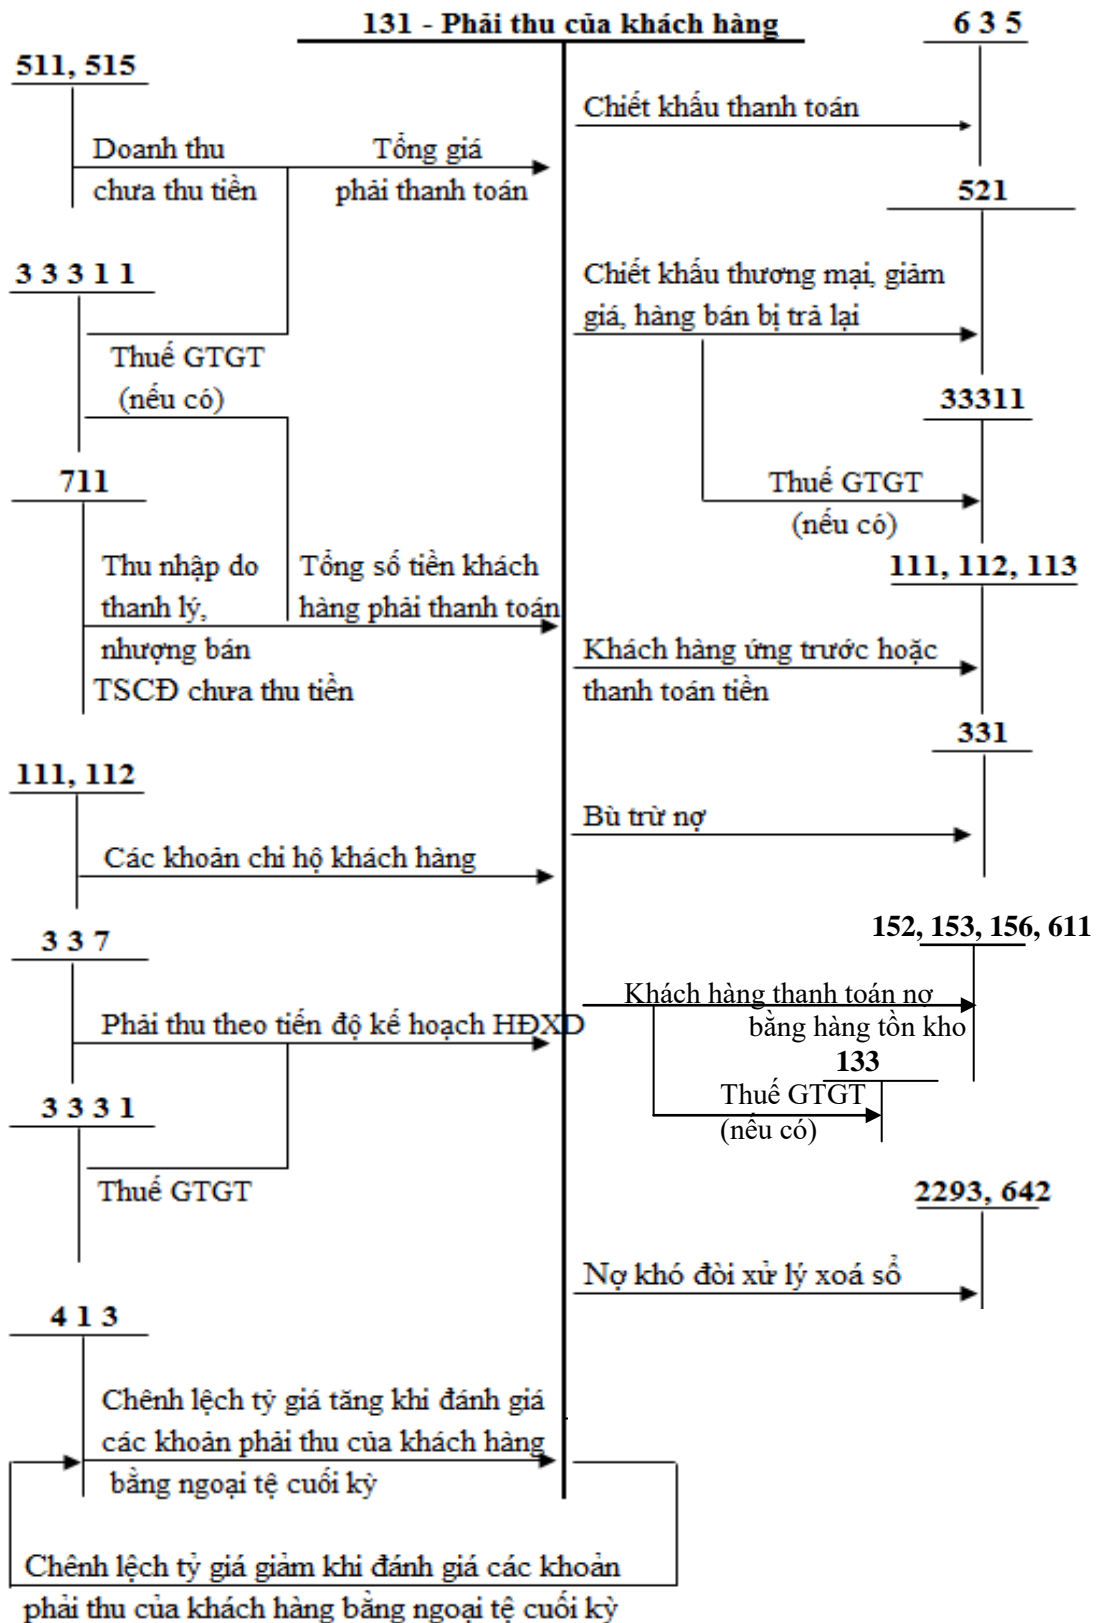 131 - Phải thu của khách hàng
511, 515
Doanh thu
chưa thu tiền
Tổng giá
phải thanh toán
3 3 3 1 1
Thuế GTGT
(nếu có)
711
Thu nhập do
thanh lý,
nhượng bán
TSCĐ chưa thu tiền
Tổng số tiền khách
hàng phải thanh toán
111, 112
Các khoản chi hộ khách hàng
3 3 7
Phải thu theo tiến độ kế hoạch HĐXD
3 3 3 1
Thuế GTGT
4 1 3
Chênh lệch tỷ giá tăng khi đánh giá
các khoản phải thu của khách hàng
bằng ngoại tệ cuối kỳ
Chênh lệch tỷ giá giảm khi đánh giá các khoản
phải thu của khách hàng bằng ngoại tệ cuối kỳ
6 3 5
Chiết khấu thanh toán
521
Chiết khấu thương mại, giảm
giá, hàng bán bị trả lại
33311
Thuế GTGT
(nếu có)
111, 112, 113
Khách hàng ứng trước hoặc
thanh toán tiền
331
Bù trừ nợ
152, 153, 156, 611
Khách hàng thanh toán nợ
bằng hàng tồn kho
133
Thuế GTGT
(nếu có)
2293, 642
Nợ khó đòi xử lý xoá sổ